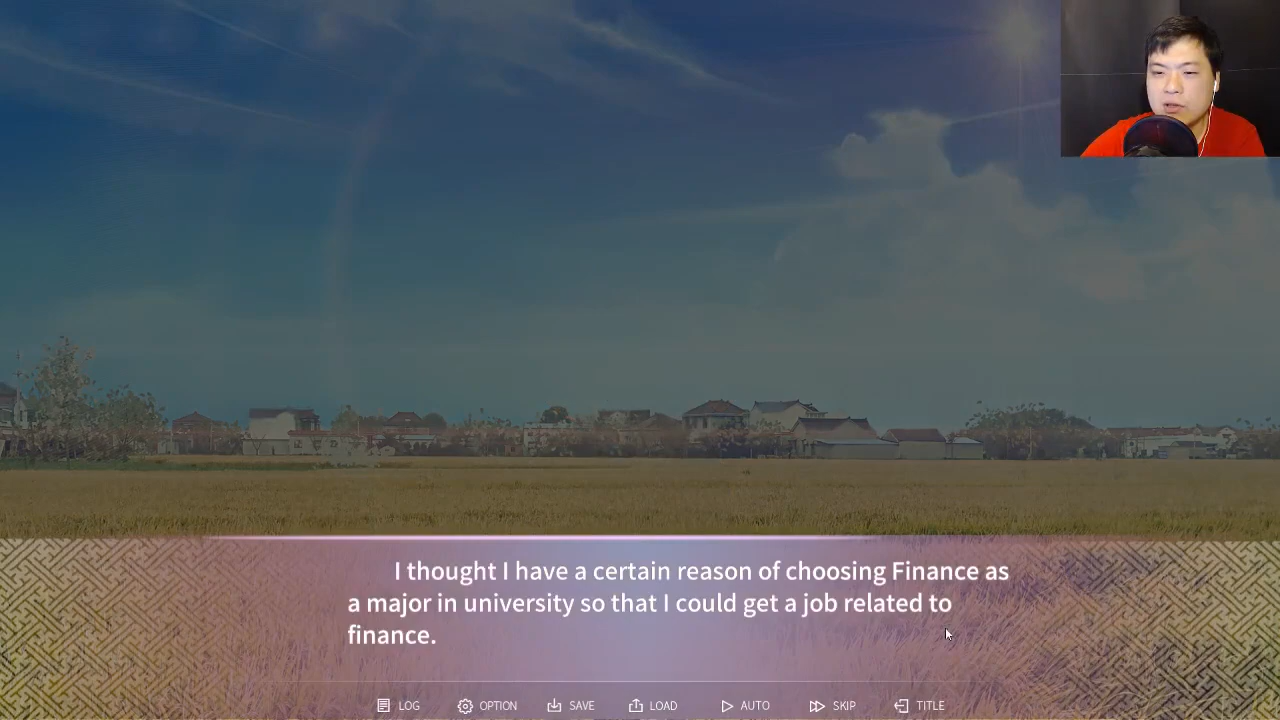 I thought I have a certain reason of choosing Finance as
a major in university so that I could get a job related to
finance.
LOG OPTION SAVE LOAD AUTO SKIP TITLE